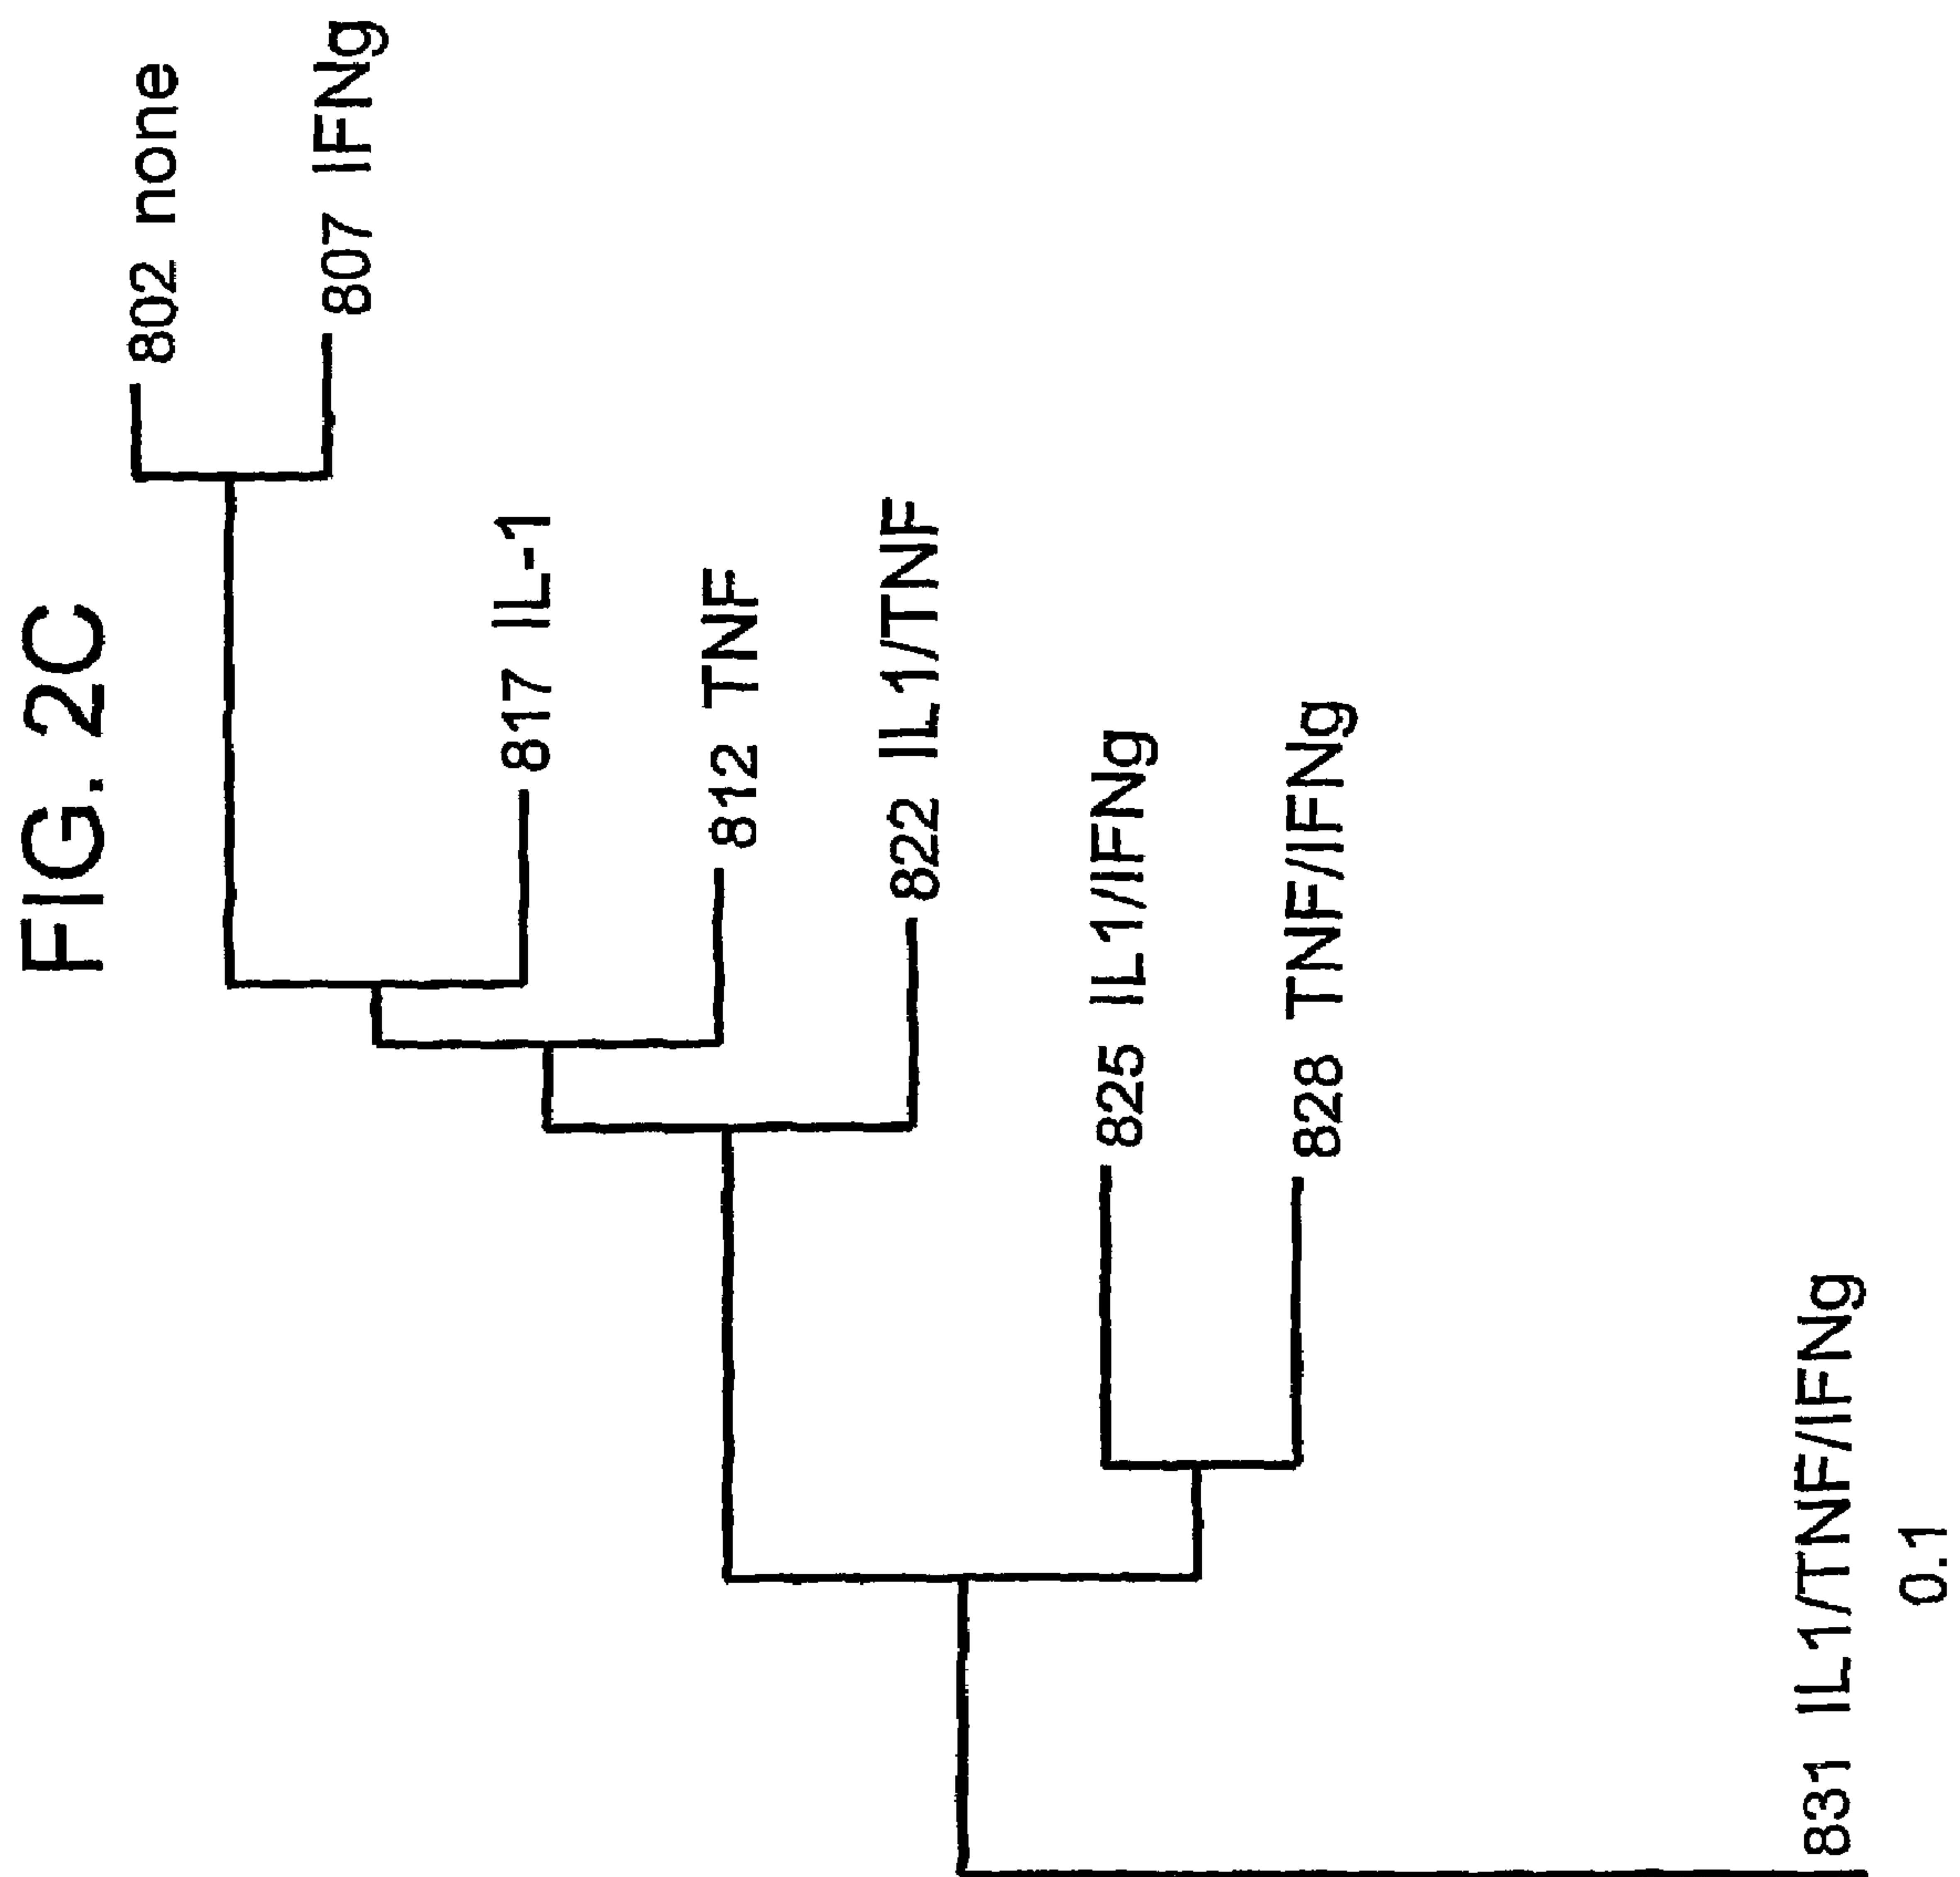 FIG. 2C
802 none
807 IFNg
817 IL-1
812 TNF
822 IL1/TNF
825 IL1/IFNg
828 TNF/IFNg
831 IL1/TNF/IFNg
0.1